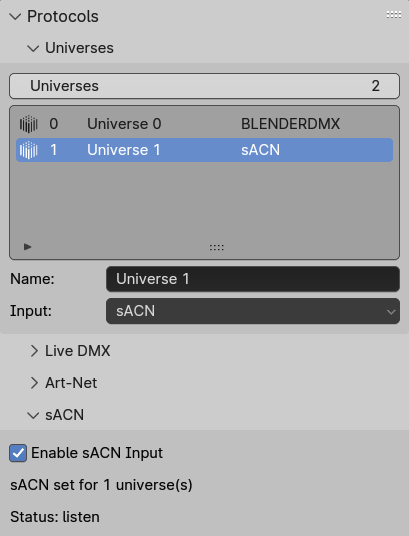 Protocols
Universes
Universes 2
0 Universe 0 BLENDERDMX
1 Universe 1 sACN
Name: Universe 1
Input: sACN
Live DMX
Art-Net
sACN
Enable sACN Input
sACN set for 1 universe(s)
Status: listen